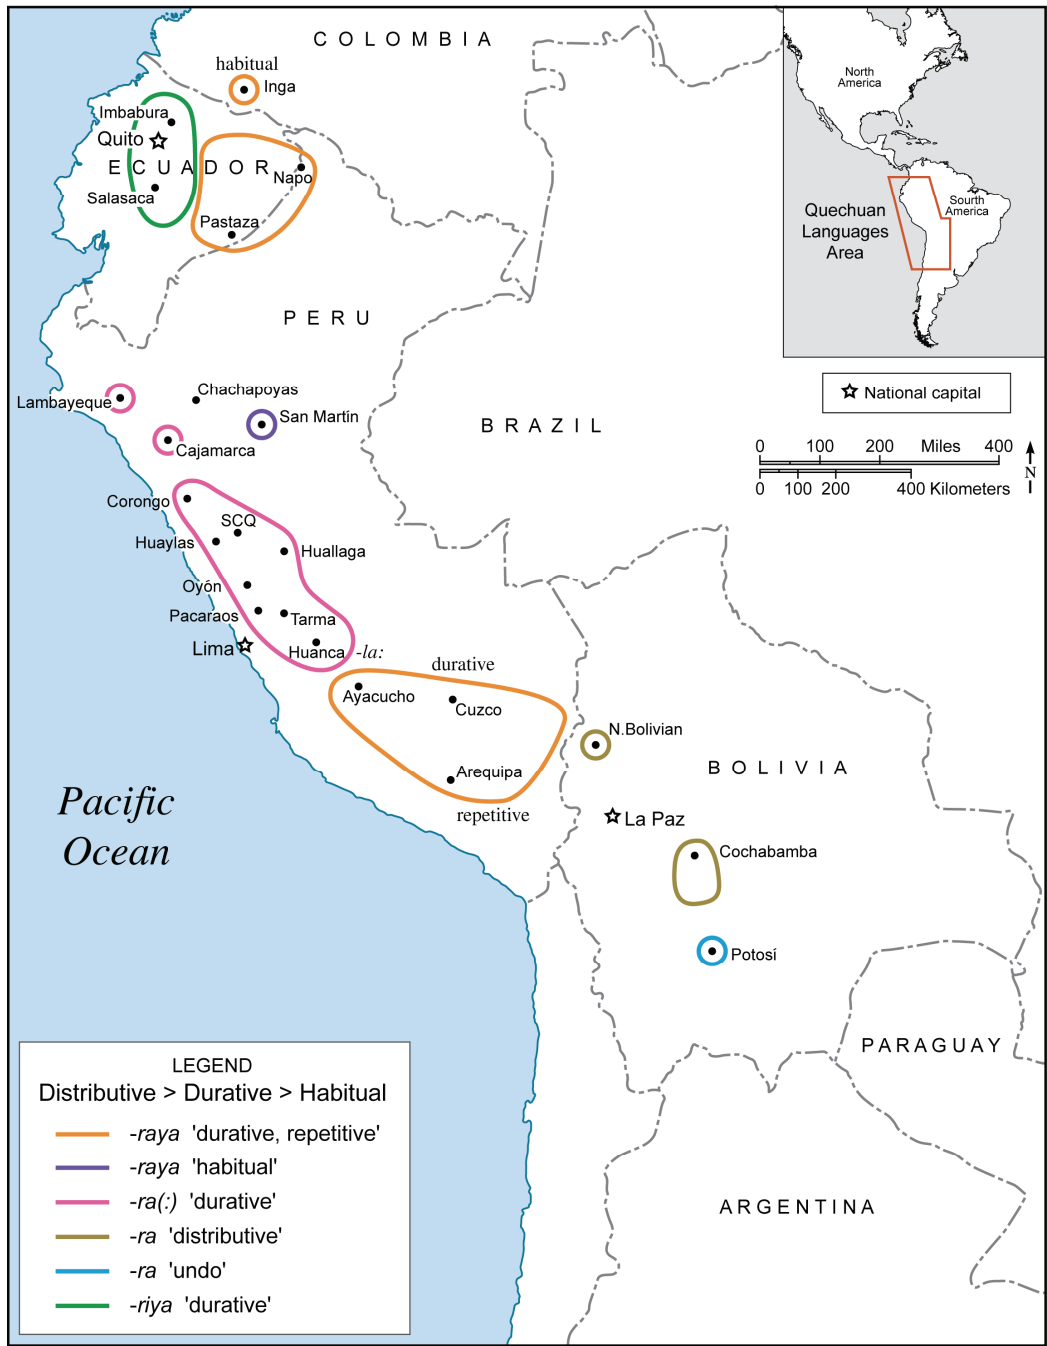 COLOMBIA
habitual
Inga
Imbabura
Quito
ECUADOR
Napo
Salasaca
Pastaza
North
America
Sourth
America
Quechuan
Languages
Area
PERU
National capital
Chachapoyas
Lambayeque
San Martín
Cajamarca
BRAZIL
0 100 200 Miles 400
0 100 200 400 Kilometers
N
Corongo
SCQ
Huaylas
Huallaga
Oyón
Pacaraos
Tarma
Lima
Huanca
-la:
durative
Ayacucho
Cuzco
Arequipa
repetitive
N.Bolivian
BOLIVIA
La Paz
Cochabamba
Potosí
Pacific
Ocean
PARAGUAY
ARGENTINA
LEGEND
Distributive > Durative > Habitual
-raya 'durative, repetitive'
-raya 'habitual'
-ra(:) 'durative'
-ra 'distributive'
-ra 'undo'
-riya 'durative'